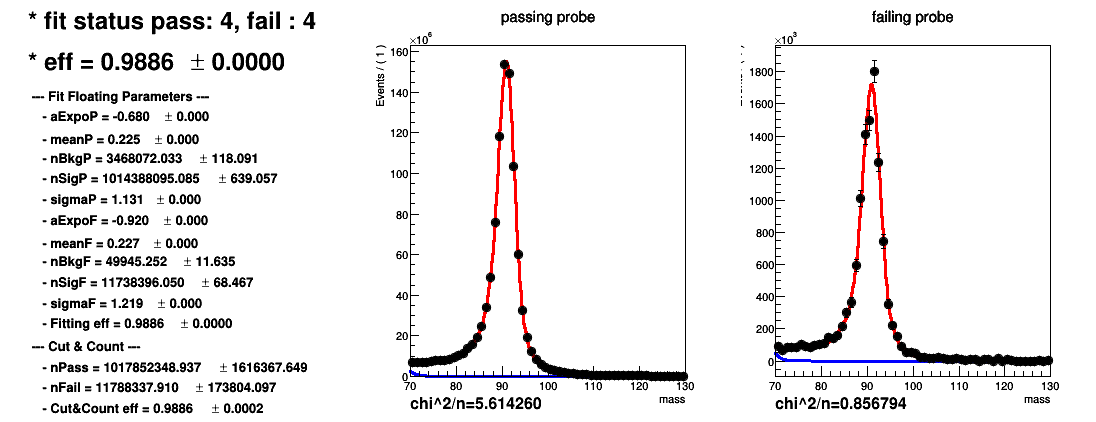 * fit status pass: 4, fail : 4
* eff = 0.9886 ± 0.0000
--- Fit Floating Parameters ---
- aExpoP = -0.680 ± 0.000
- meanP = 0.225 ± 0.000
- nBkgP = 3468072.033 ± 118.091
- nSigP = 1014388095.085 ± 639.057
- sigmaP = 1.131 ± 0.000
- aExpoF = -0.920 ± 0.000
- meanF = 0.227 ± 0.000
- nBkgF = 49945.252 ± 11.635
- nSigF = 11738396.050 ± 68.467
- sigmaF = 1.219 ± 0.000
- Fitting eff = 0.9886 ± 0.0000
--- Cut & Count ---
- nPass = 1017852348.937 ± 1616367.649
- nFail = 11788337.910 ± 173804.097
- Cut&Count eff = 0.9886 ± 0.0002
passing probe
×10^6
Events / ( 1 )
160
140
120
100
80
60
40
20
0
70 80 90 100 110 120 130
mass
chi^2/n=5.614260
failing probe
×10^3
1800
1600
1400
1200
1000
800
600
400
200
0
70 80 90 100 110 120 130
mass
chi^2/n=0.856794